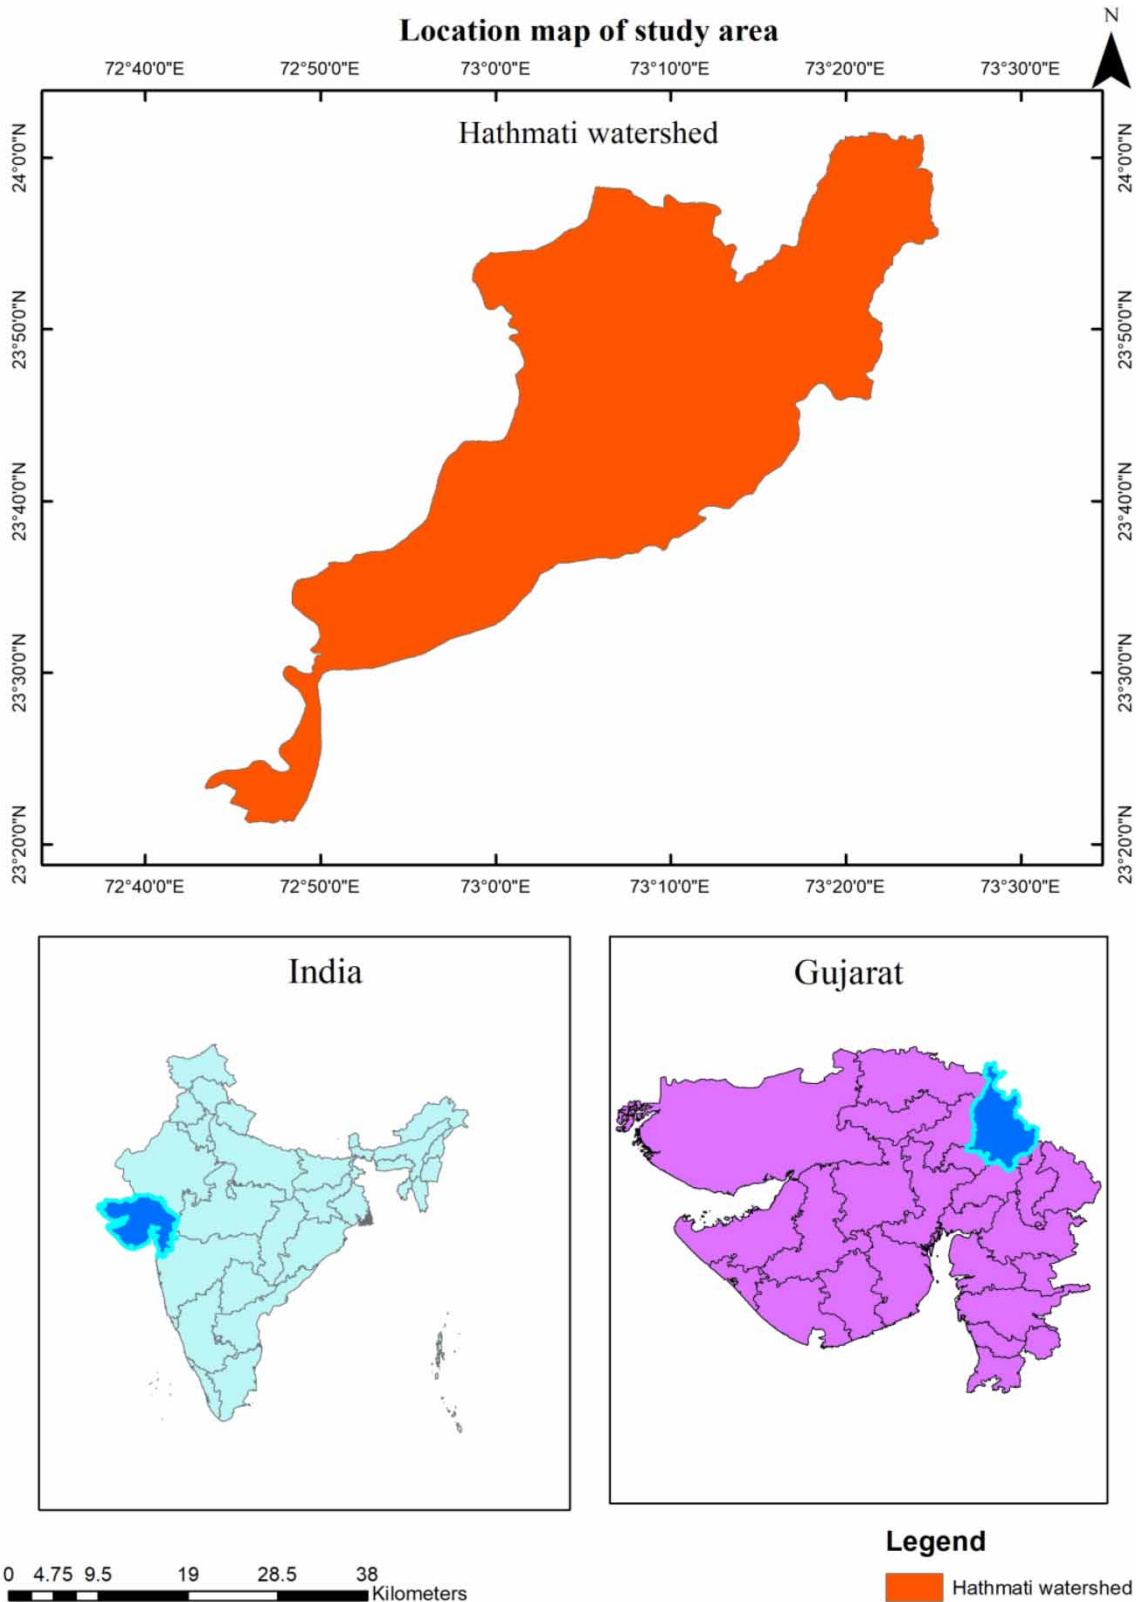 N
Location map of study area
72°40'0"E 72°50'0"E 73°0'0"E 73°10'0"E 73°20'0"E 73°30'0"E
Hathmati watershed
24°0'0"N 24°0'0"N
23°50'0"N 23°50'0"N
23°40'0"N 23°40'0"N
23°30'0"N 23°30'0"N
23°20'0"N 23°20'0"N
72°40'0"E 72°50'0"E 73°0'0"E 73°10'0"E 73°20'0"E 73°30'0"E
India
Gujarat
Legend
0 4.75 9.5 19 28.5 38
Kilometers
Hathmati watershed